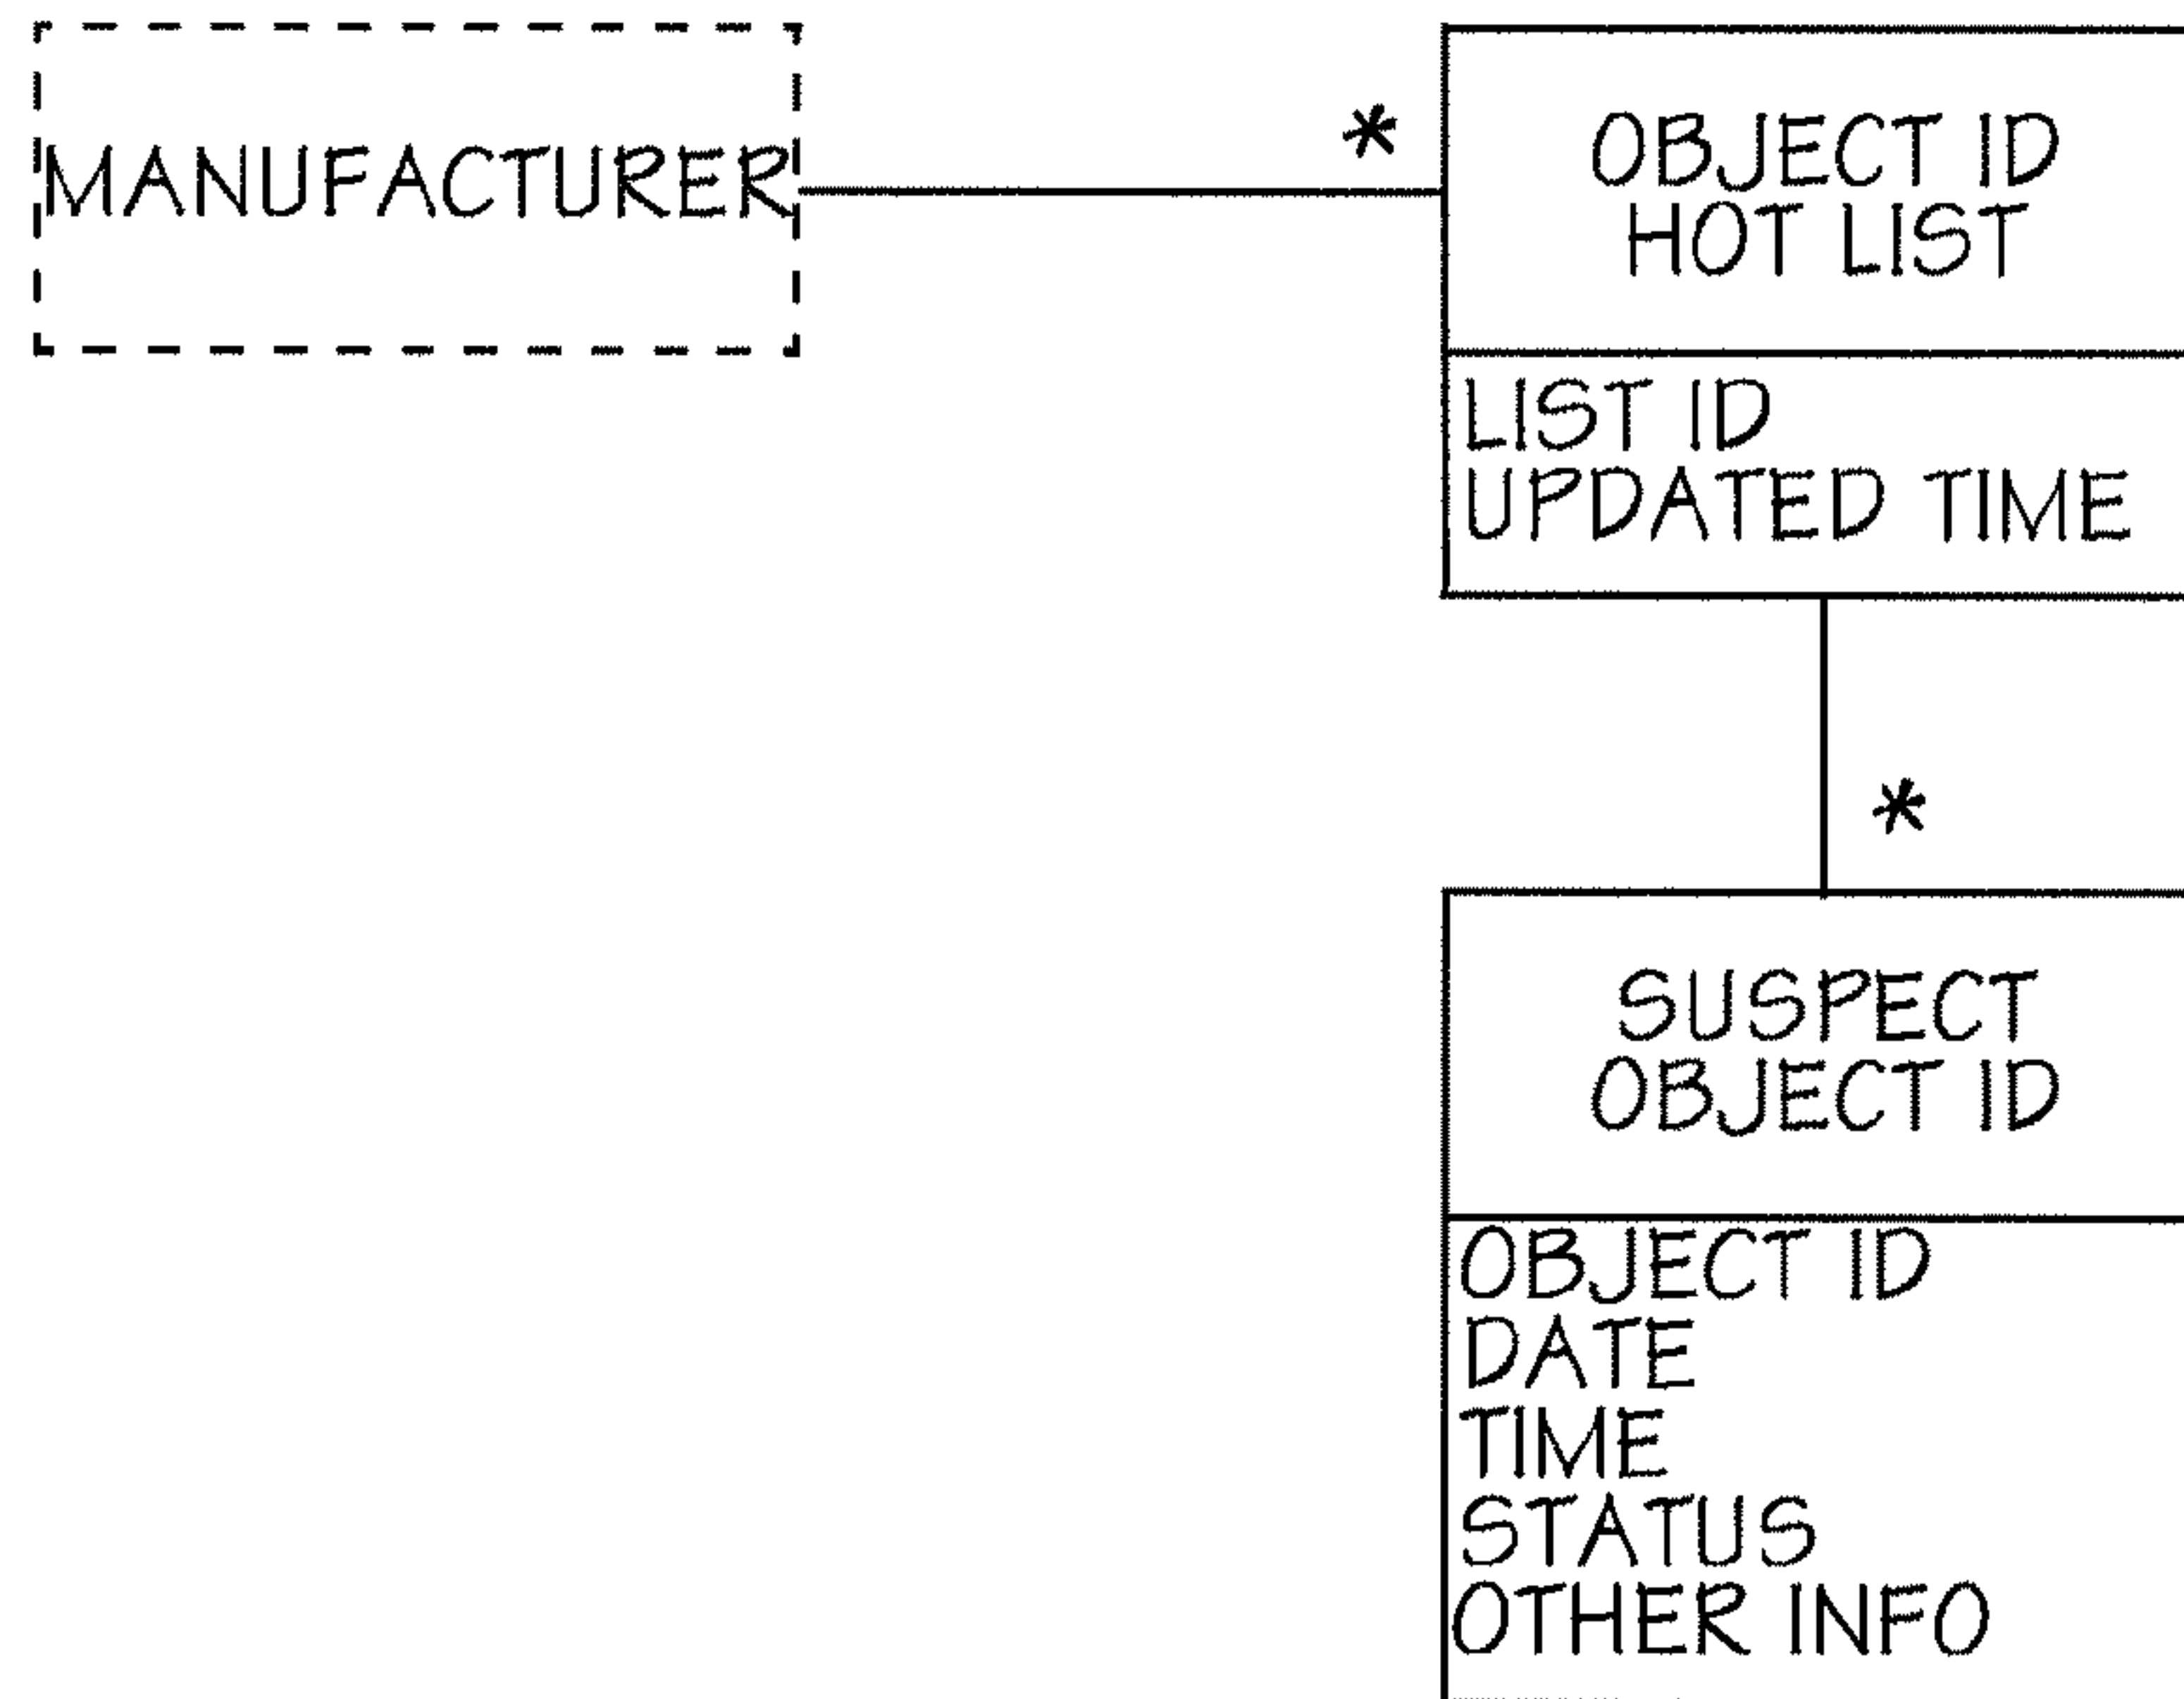 MANUFACTURER
*
OBJECT ID
HOT LIST
LIST ID
UPDATED TIME
*
SUSPECT
OBJECT ID
OBJECT ID
DATE
TIME
STATUS
OTHER INFO